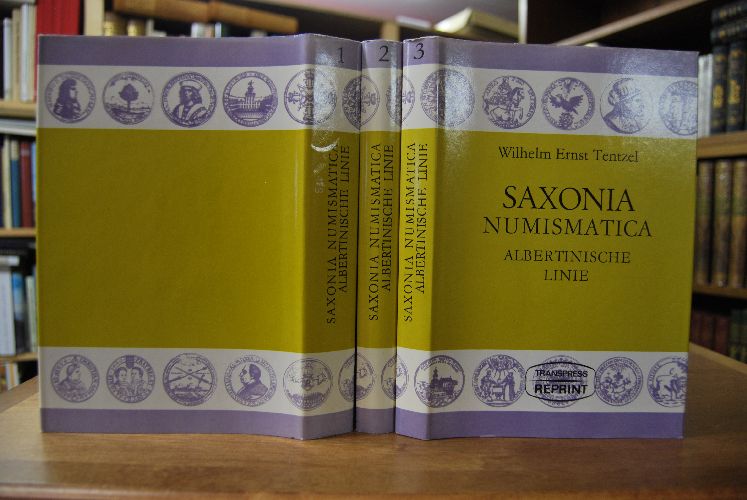 1
SAXONIA NUMISMATICA
ALBERTINISCHE LINIE
2
SAXONIA NUMISMATICA
ALBERTINISCHE LINIE
3
SAXONIA NUMISMATICA
ALBERTINISCHE LINIE
Wilhelm Ernst Tentzel
SAXONIA
NUMISMATICA
ALBERTINISCHE
LINIE
TRANSPRESS
REPRINT